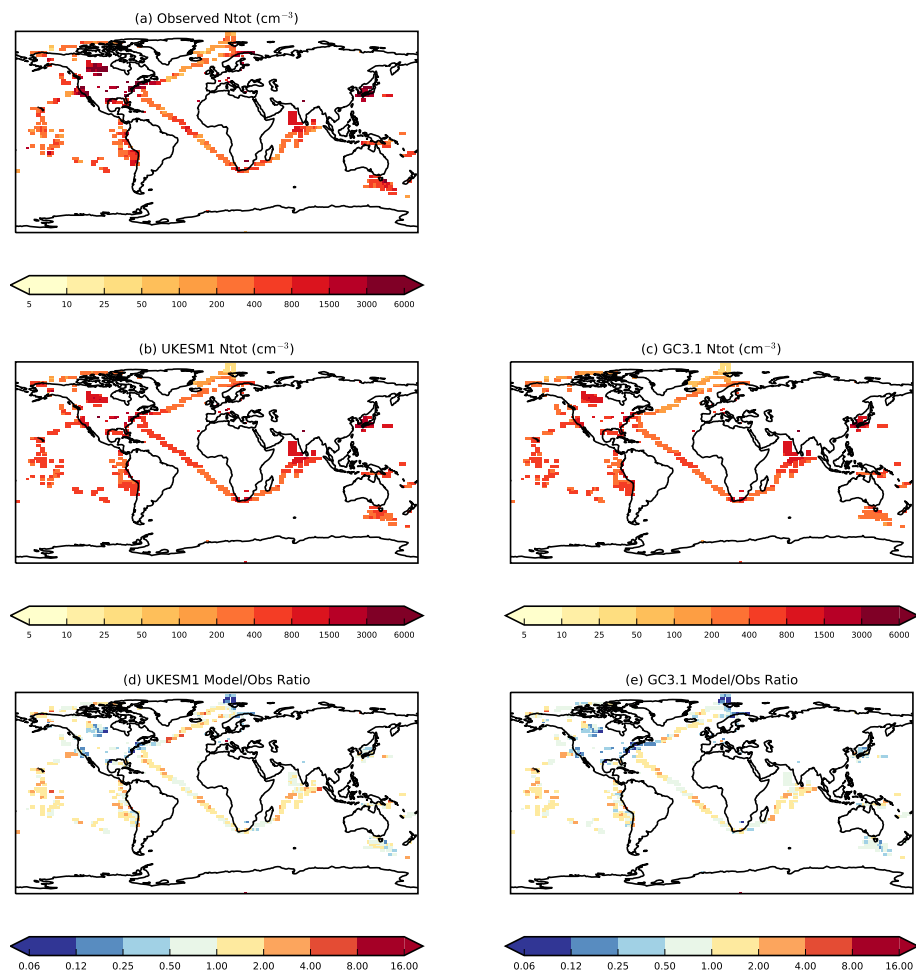 (a) Observed Ntot (cm⁻³)
5 10 25 50 100 200 400 800 1500 3000 6000
(b) UKESM1 Ntot (cm⁻³)
(c) GC3.1 Ntot (cm⁻³)
5 10 25 50 100 200 400 800 1500 3000 6000
5 10 25 50 100 200 400 800 1500 3000 6000
(d) UKESM1 Model/Obs Ratio
(e) GC3.1 Model/Obs Ratio
0.06 0.12 0.25 0.50 1.00 2.00 4.00 8.00 16.00
0.06 0.12 0.25 0.50 1.00 2.00 4.00 8.00 16.00